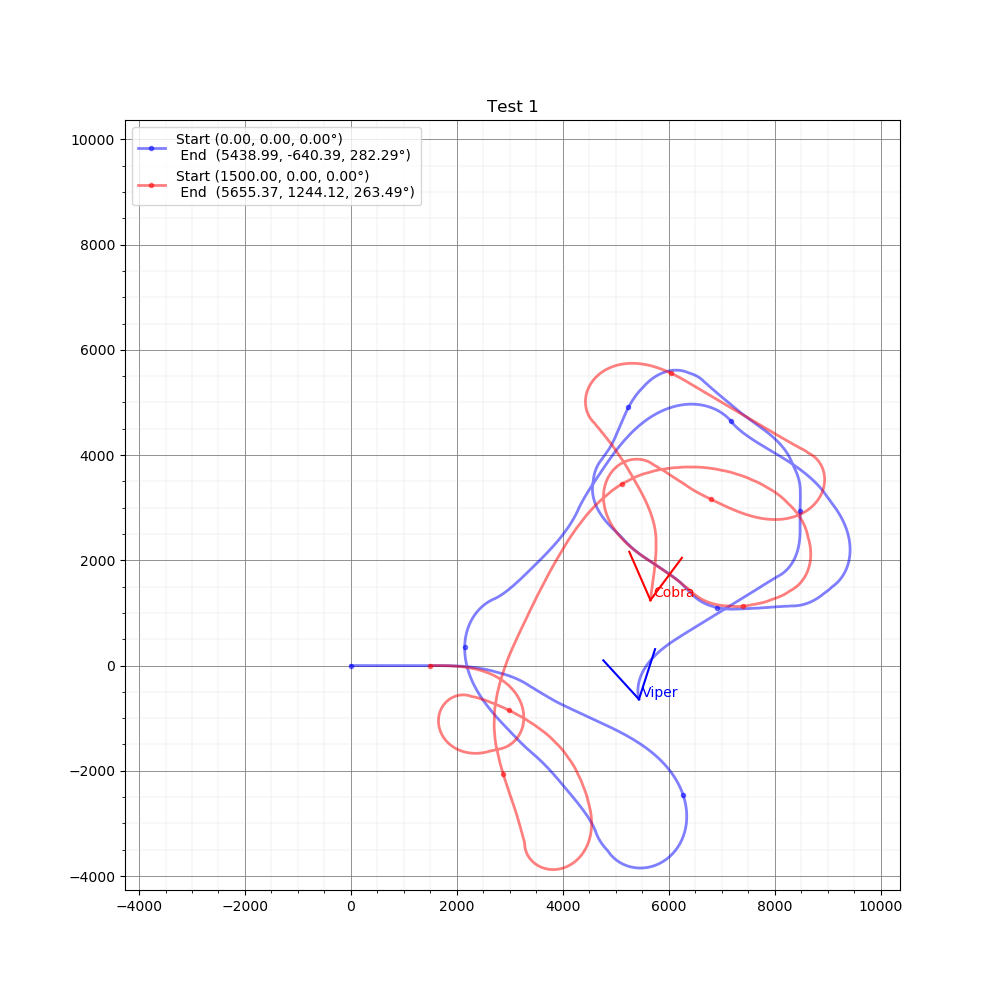 Test 1
Start (0.00, 0.00, 0.00°)
End  (5438.99, -640.39, 282.29°)
Start (1500.00, 0.00, 0.00°)
End  (5655.37, 1244.12, 263.49°)
10000
8000
6000
4000
2000
0
−2000
−4000
Cobra
Viper
−4000 −2000 0 2000 4000 6000 8000 10000